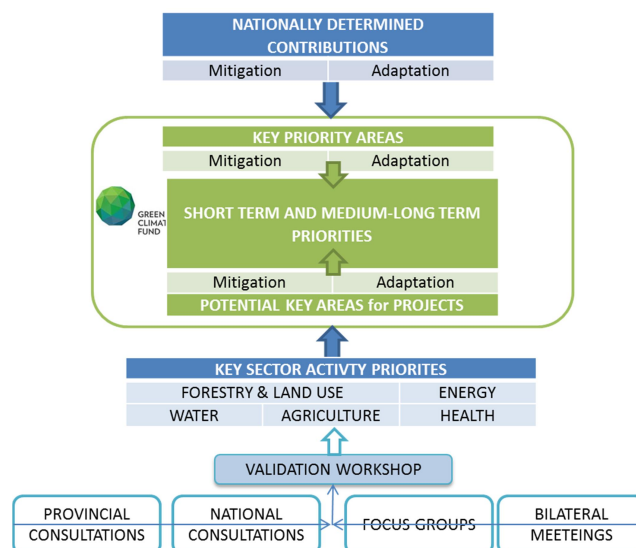 NATIONALLY DETERMINED
CONTRIBUTIONS
Mitigation Adaptation
KEY PRIORITY AREAS
Mitigation Adaptation
GREEN
CLIMAT
FUND
SHORT TERM AND MEDIUM-LONG TERM
PRIORITIES
Mitigation Adaptation
POTENTIAL KEY AREAS for PROJECTS
KEY SECTOR ACTIVTY PRIORITES
FORESTRY & LAND USE ENERGY
WATER AGRICULTURE HEALTH
VALIDATION WORKSHOP
PROVINCIAL
CONSULTATIONS
NATIONAL
CONSULTATIONS
FOCUS GROUPS
BILATERAL
MEETEINGS